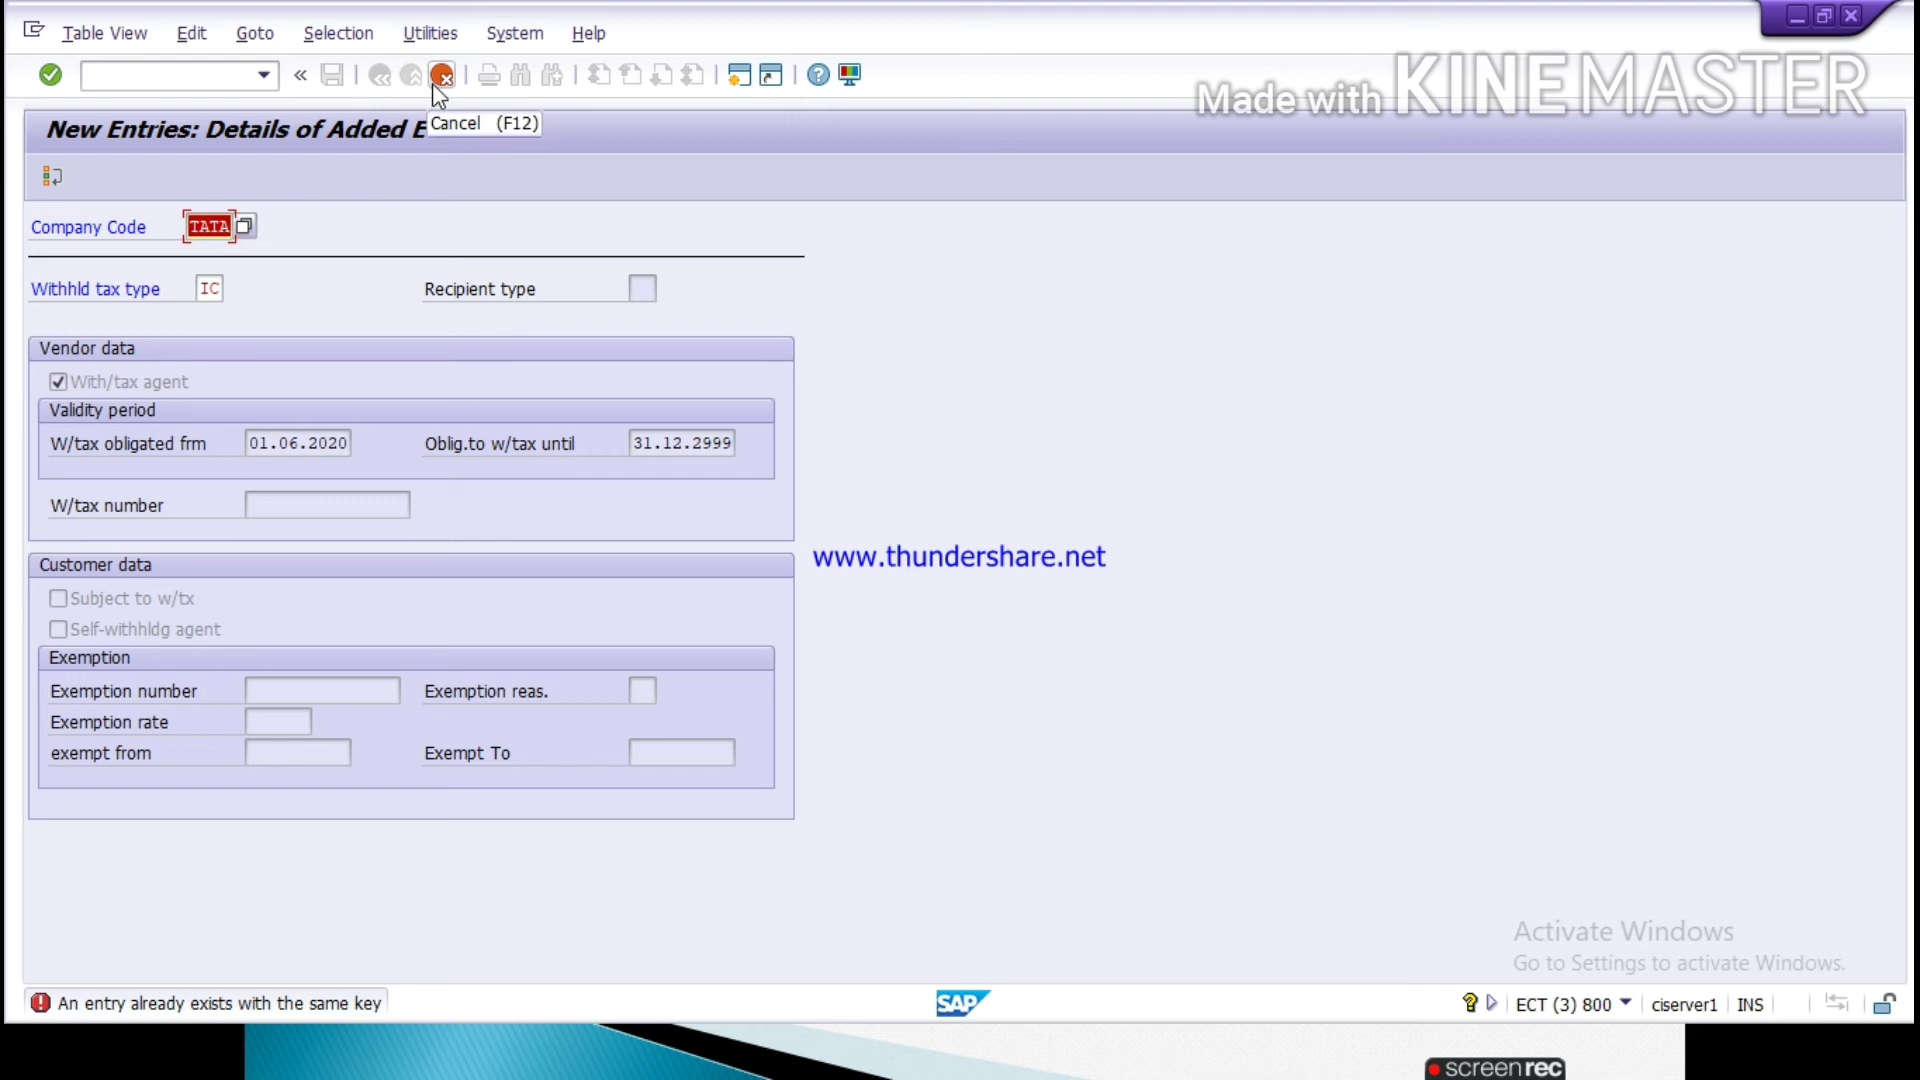 Table View Edit Goto Selection Utilities System Help
Made with KINEMASTER
New Entries: Details of Added E
Cancel (F12)
Company Code TATA
Withhld tax type IC Recipient type
Vendor data
With/tax agent
Validity period
W/tax obligated frm 01.06.2020 Oblig.to w/tax until 31.12.2999
W/tax number
www.thundershare.net
Customer data
Subject to w/tx
Self-withhldg agent
Exemption
Exemption number Exemption reas.
Exemption rate
exempt from Exempt To
Activate Windows
Go to Settings to activate Windows.
An entry already exists with the same key SAP ECT (3) 800 ciserver1 INS
screenrec